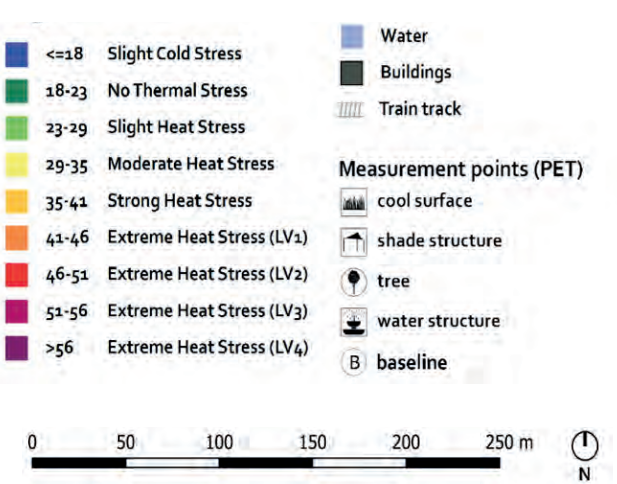 <=18 Slight Cold Stress
18-23 No Thermal Stress
23-29 Slight Heat Stress
29-35 Moderate Heat Stress
35-41 Strong Heat Stress
41-46 Extreme Heat Stress (LV1)
46-51 Extreme Heat Stress (LV2)
51-56 Extreme Heat Stress (LV3)
>56 Extreme Heat Stress (LV4)
Water
Buildings
Train track
Measurement points (PET)
cool surface
shade structure
tree
water structure
B baseline
0 50 100 150 200 250 m
N